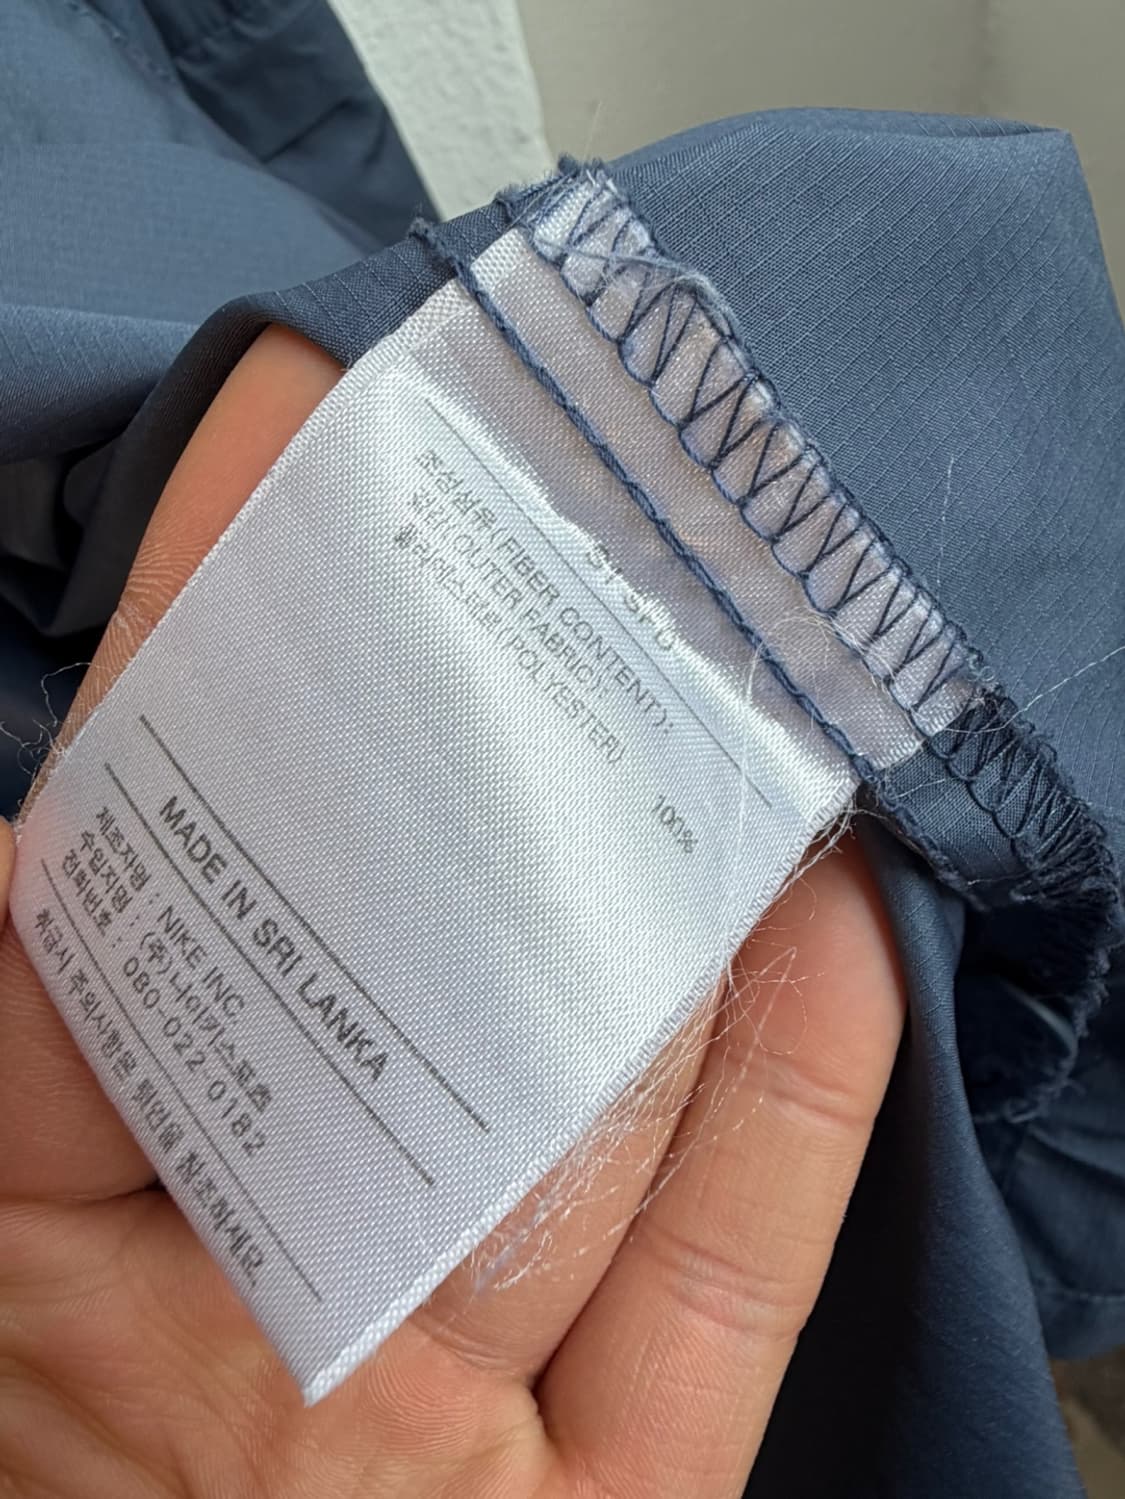 조성섬유(FIBER CONTENT):
겉감(OUTER FABRIC):
폴리에스터(POLYESTER) 100%
MADE IN SRI LANKA
제조자명 : NIKE INC.
수입자명 : (주)나이키스포츠
전화번호 : 080-022 0182
취급시 주의사항은 뒷면을 참조하세요